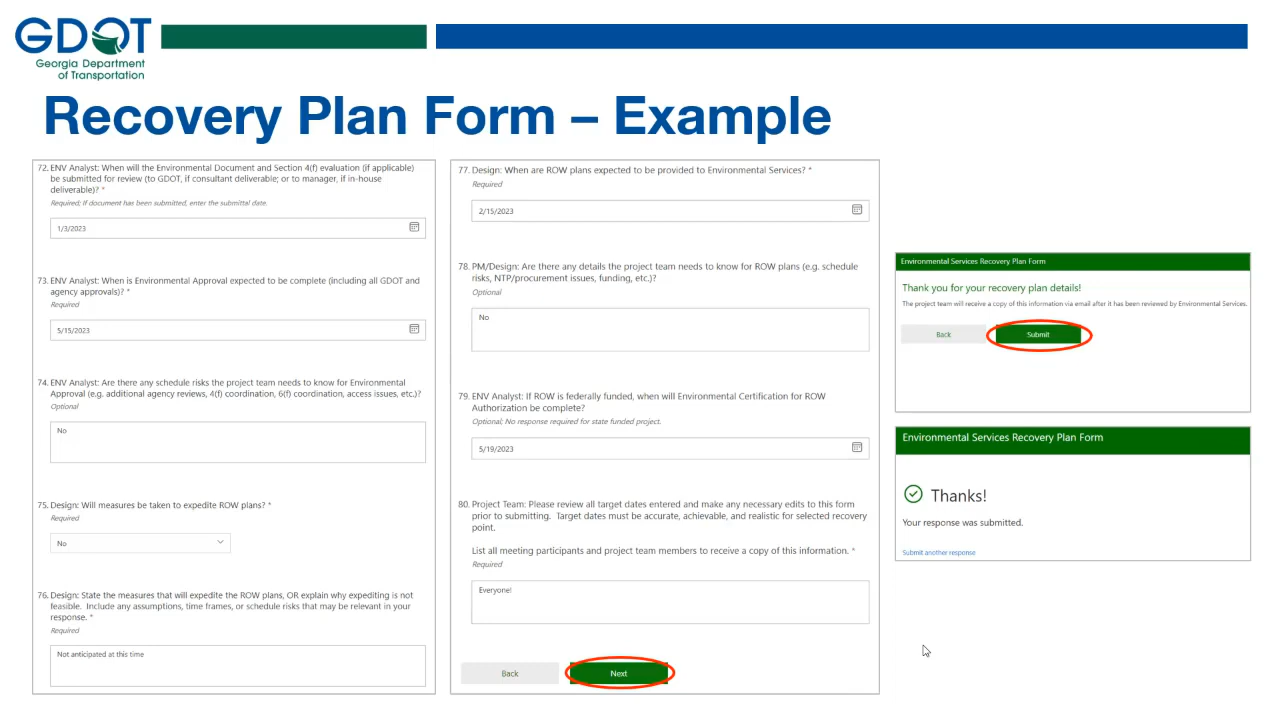 GDOT
Georgia Department
of Transportation
Recovery Plan Form – Example
72. ENV Analyst: When will the Environmental Document and Section 4(f) evaluation (if applicable)
be submitted for review (to GDOT, if consultant deliverable; or to manager, if in-house
deliverable)? *
Required; If document has been submitted, enter the submittal date.
1/3/2023
73. ENV Analyst: When is Environmental Approval expected to be complete (including all GDOT and
agency approvals)? *
Required
5/15/2023
74. ENV Analyst: Are there any schedule risks the project team needs to know for Environmental
Approval (e.g. additional agency reviews, 4(f) coordination, 6(f) coordination, access issues, etc.)?
Optional
No
75. Design: Will measures be taken to expedite ROW plans? *
Required
No
76. Design: State the measures that will expedite the ROW plans, OR explain why expediting is not
feasible. Include any assumptions, time frames, or schedule risks that may be relevant in your
response. *
Required
Not anticipated at this time
77. Design: When are ROW plans expected to be provided to Environmental Services? *
Required
2/15/2023
78. PM/Design: Are there any details the project team needs to know for ROW plans (e.g. schedule
risks, NTP/procurement issues, funding, etc.)?
Optional
No
79. ENV Analyst: If ROW is federally funded, when will Environmental Certification for ROW
Authorization be complete?
Optional; No response required for state funded project.
5/19/2023
80. Project Team: Please review all target dates entered and make any necessary edits to this form
prior to submitting. Target dates must be accurate, achievable, and realistic for selected recovery
point.
List all meeting participants and project team members to receive a copy of this information. *
Required
Everyone!
Back
Next
Environmental Services Recovery Plan Form
Thank you for your recovery plan details!
The project team will receive a copy of this information via email after it has been reviewed by Environmental Services.
Back
Submit
Environmental Services Recovery Plan Form
Thanks!
Your response was submitted.
Submit another response